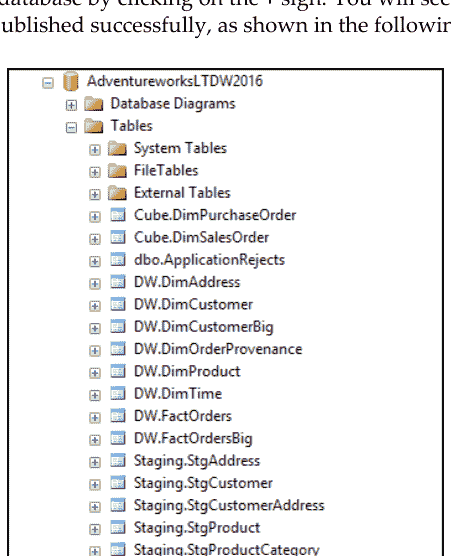 database by clicking on the + sign. You will see
ublished successfully, as shown in the followin
AdventureworksLTDW2016
Database Diagrams
Tables
System Tables
FileTables
External Tables
Cube.DimPurchaseOrder
Cube.DimSalesOrder
dbo.ApplicationRejects
DW.DimAddress
DW.DimCustomer
DW.DimCustomerBig
DW.DimOrderProvenance
DW.DimProduct
DW.DimTime
DW.FactOrders
DW.FactOrdersBig
Staging.StgAddress
Staging.StgCustomer
Staging.StgCustomerAddress
Staging.StgProduct
Staging.StgProductCategory